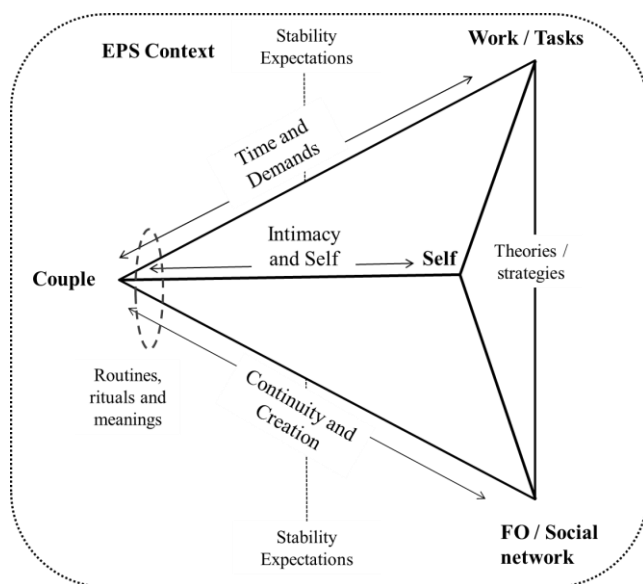 EPS Context
Stability
Expectations
Work / Tasks
Time and
Demands
Intimacy
and Self
Self
Theories /
strategies
Couple
Routines,
rituals and
meanings
Continuity and
Creation
Stability
Expectations
FO / Social
network